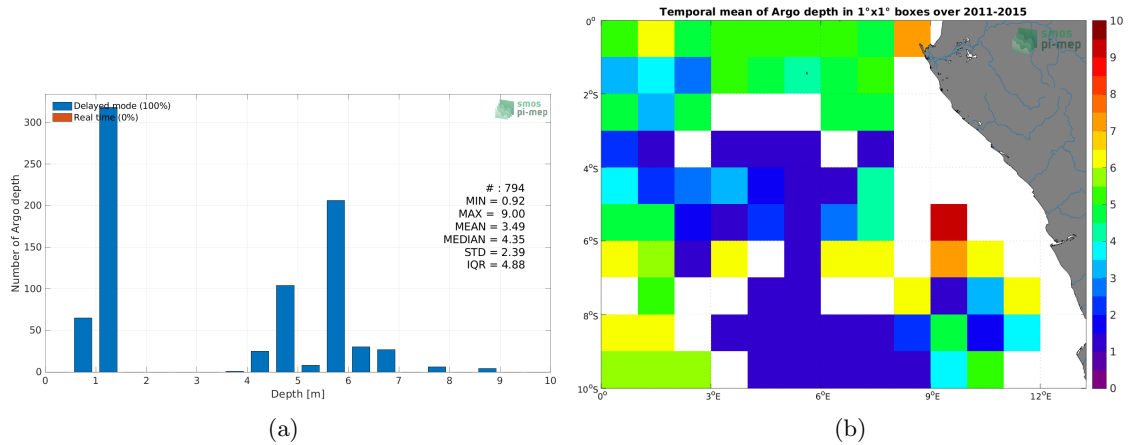 Temporal mean of Argo depth in 1°x1° boxes over 2011-2015
Delayed mode (100%)
Real time (0%)
smos
pi-mep
# : 794
MIN = 0.92
MAX = 9.00
MEAN = 3.49
MEDIAN = 4.35
STD = 2.39
IQR = 4.88
Number of Argo depth
300
250
200
150
100
50
0
0 1 2 3 4 5 6 7 8 9 10
Depth [m]
(a)
smos
pi-mep
0°
2°S
4°S
6°S
8°S
10°S
0° 3°E 6°E 9°E 12°E
10
9
8
7
6
5
4
3
2
1
0
(b)